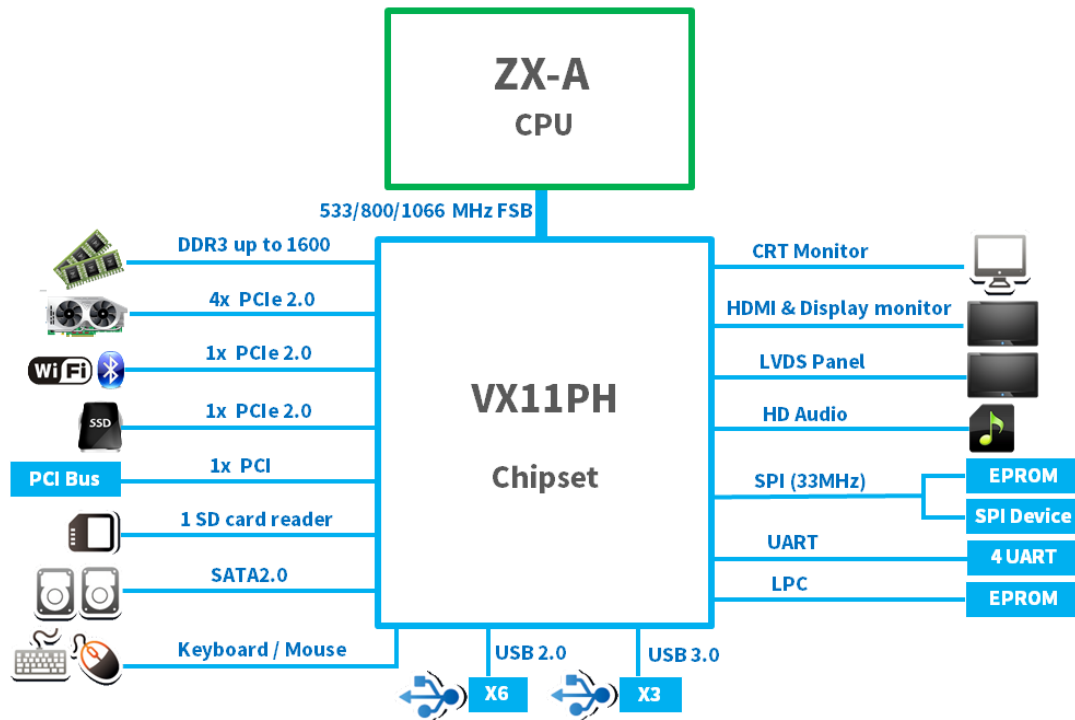 ZX-A
CPU
533/800/1066 MHz FSB
DDR3 up to 1600
4x PCIe 2.0
WiFi
1x PCIe 2.0
SSD
1x PCIe 2.0
PCI Bus
1x PCI
1 SD card reader
SATA2.0
Keyboard / Mouse
VX11PH
Chipset
CRT Monitor
HDMI & Display monitor
LVDS Panel
HD Audio
SPI (33MHz)
EPROM
SPI Device
UART
4 UART
LPC
EPROM
USB 2.0
X6
USB 3.0
X3